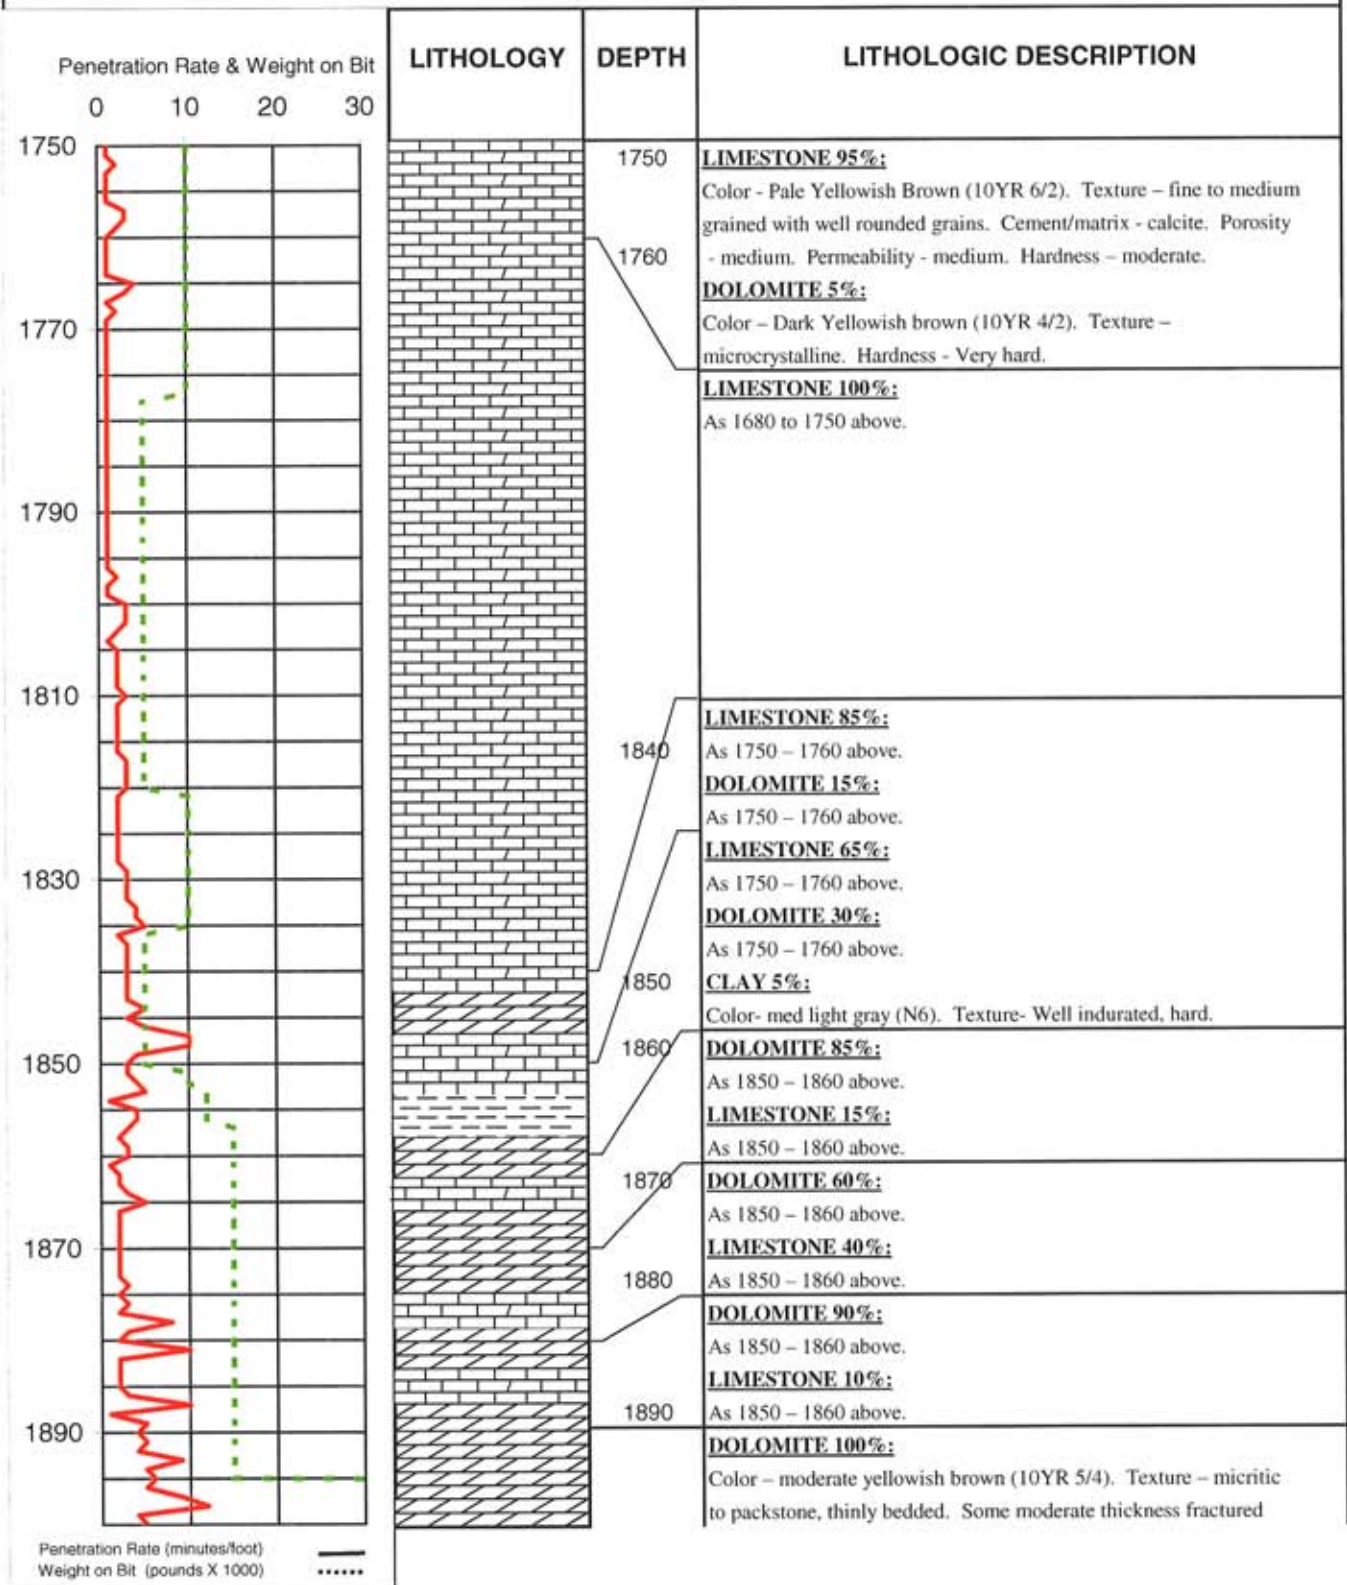 Penetration Rate & Weight on Bit
0 10 20 30
1750
1770
1790
1810
1830
1850
1870
1890
Penetration Rate (minutes/foot)
Weight on Bit (pounds X 1000)
LITHOLOGY
DEPTH
LITHOLOGIC DESCRIPTION
1750
LIMESTONE 95%:
Color - Pale Yellowish Brown (10YR 6/2). Texture – fine to medium
grained with well rounded grains. Cement/matrix - calcite. Porosity
1760
- medium. Permeability - medium. Hardness – moderate.
DOLOMITE 5%:
Color – Dark Yellowish brown (10YR 4/2). Texture –
microcrystalline. Hardness - Very hard.
LIMESTONE 100%:
As 1680 to 1750 above.
LIMESTONE 85%:
1840
As 1750 – 1760 above.
DOLOMITE 15%:
As 1750 – 1760 above.
LIMESTONE 65%:
As 1750 – 1760 above.
DOLOMITE 30%:
As 1750 – 1760 above.
1850
CLAY 5%:
Color- med light gray (N6). Texture- Well indurated, hard.
1860
DOLOMITE 85%:
As 1850 – 1860 above.
LIMESTONE 15%:
As 1850 – 1860 above.
1870
DOLOMITE 60%:
As 1850 – 1860 above.
LIMESTONE 40%:
1880
As 1850 – 1860 above.
DOLOMITE 90%:
As 1850 – 1860 above.
LIMESTONE 10%:
1890
As 1850 – 1860 above.
DOLOMITE 100%:
Color – moderate yellowish brown (10YR 5/4). Texture – micritic
to packstone, thinly bedded. Some moderate thickness fractured